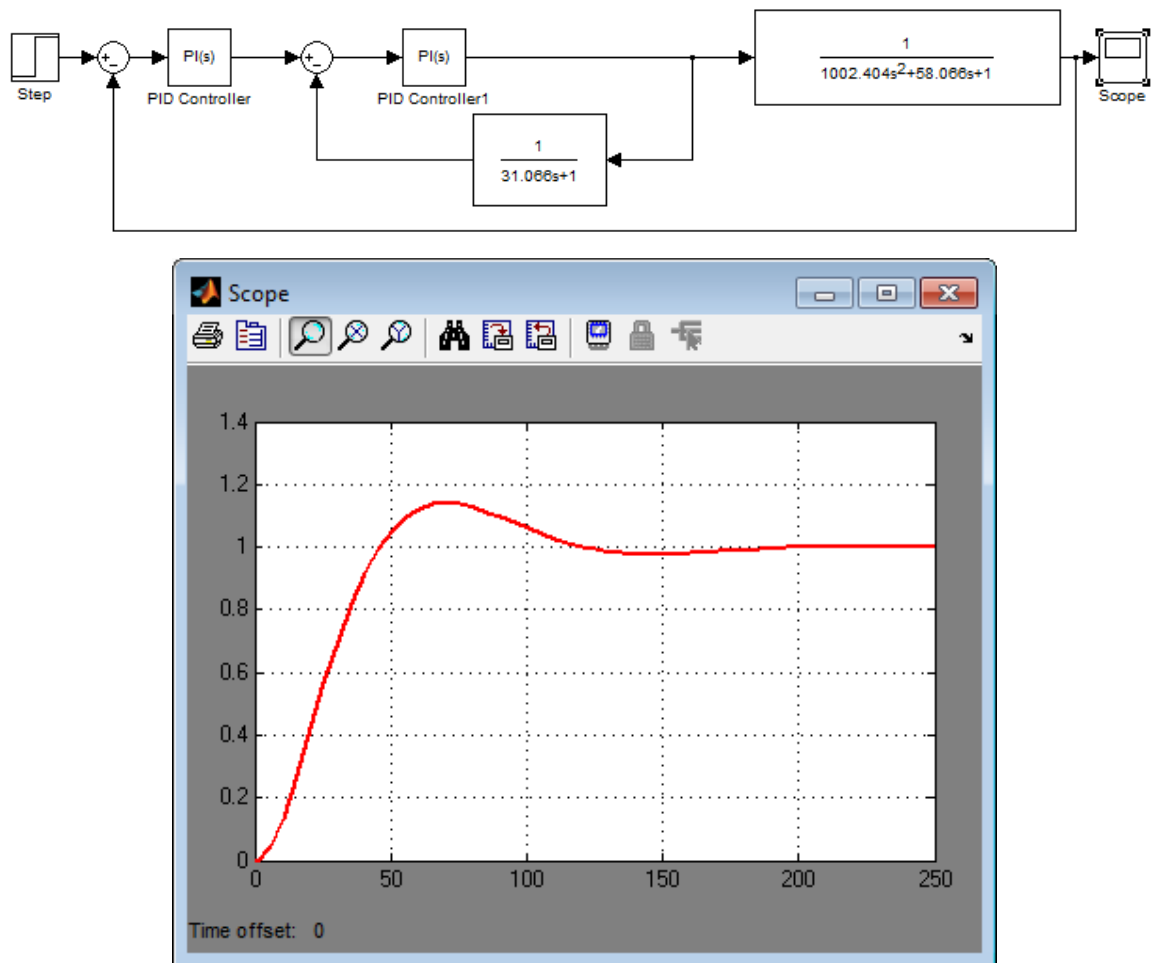 Step
+
−
PI(s)
PID Controller
+
−
PI(s)
PID Controller1
1
31.066s+1
1
1002.404s²+58.066s+1
Scope
Scope
1.4
1.2
1
0.8
0.6
0.4
0.2
0
0 50 100 150 200 250
Time offset: 0